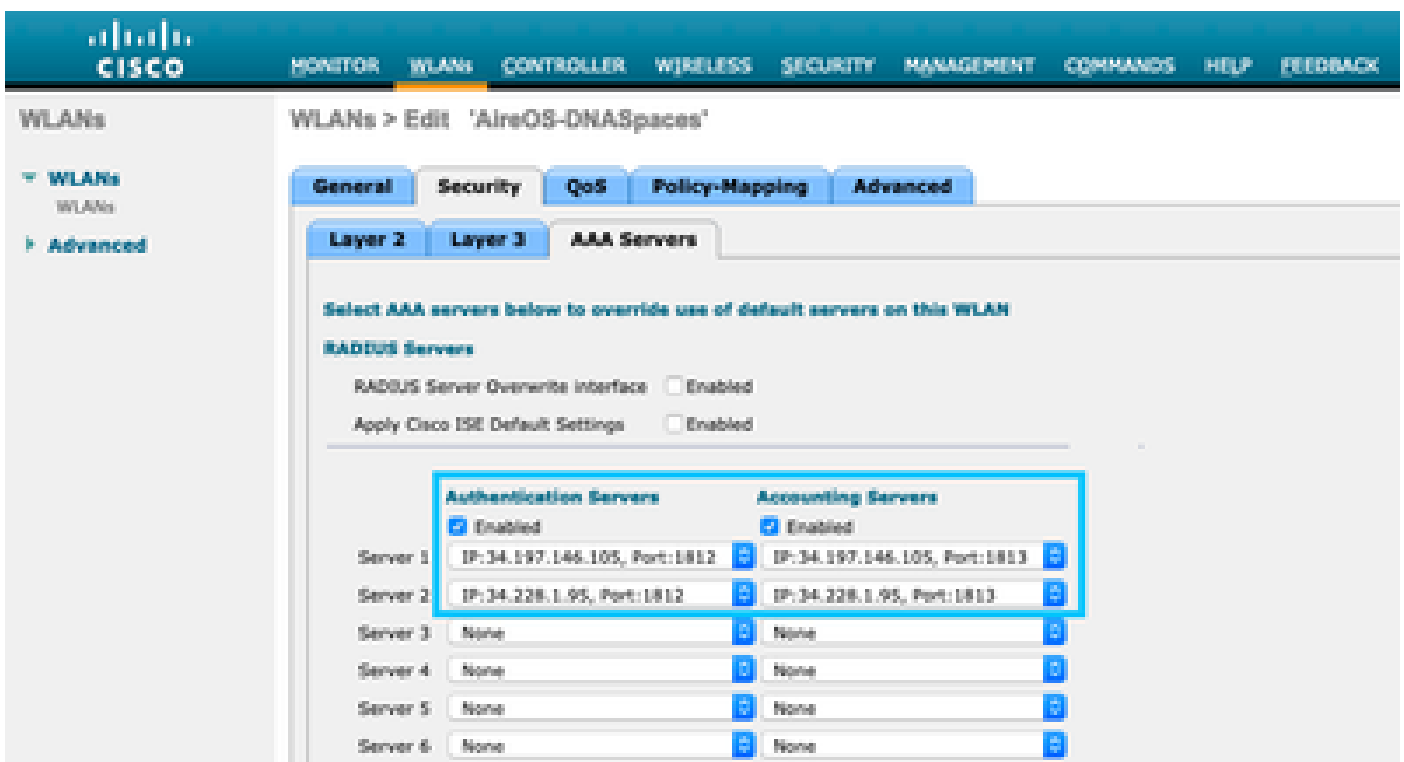 CISCO
MONITOR WLANs CONTROLLER WIRELESS SECURITY MANAGEMENT COMMANDS HELP FEEDBACK
WLANs
WLANs > Edit 'AireOS-DNASpaces'
WLANs
WLANs
Advanced
General Security QoS Policy-Mapping Advanced
Layer 2 Layer 3 AAA Servers
Select AAA servers below to override use of default servers on this WLAN
RADIUS Servers
RADIUS Server Overwrite interface Enabled
Apply Cisco ISE Default Settings Enabled
Authentication Servers Accounting Servers
Enabled Enabled
Server 1 IP:34.197.146.105, Port:1812 IP:34.197.146.105, Port:1813
Server 2 IP:34.228.1.95, Port:1812 IP:34.228.1.95, Port:1813
Server 3 None None
Server 4 None None
Server 5 None None
Server 6 None None